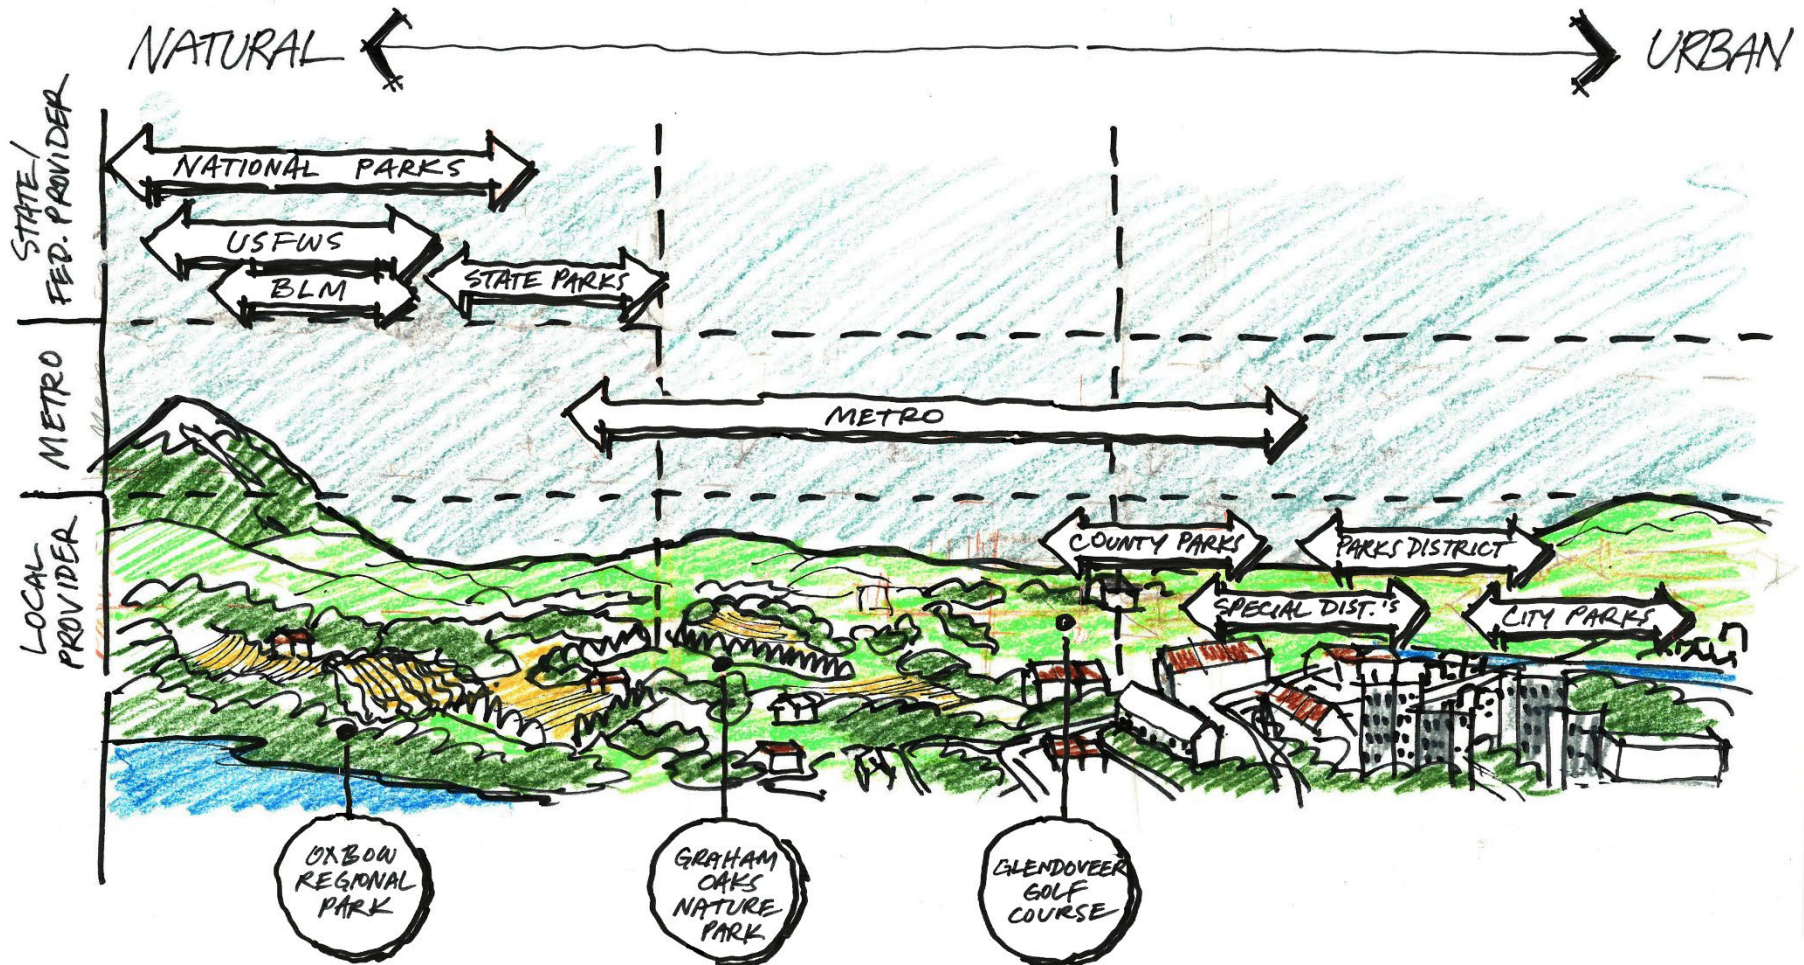 NATURAL
URBAN
STATE/
FED. PROVIDER
NATIONAL PARKS
USFWS
BLM
STATE PARKS
METRO
METRO
LOCAL
PROVIDER
COUNTY PARKS
PARKS DISTRICT
SPECIAL DIST.'S
CITY PARKS
OXBOW
REGIONAL
PARK
GRAHAM
OAKS
NATURE
PARK
GLENDOVEER
GOLF
COURSE